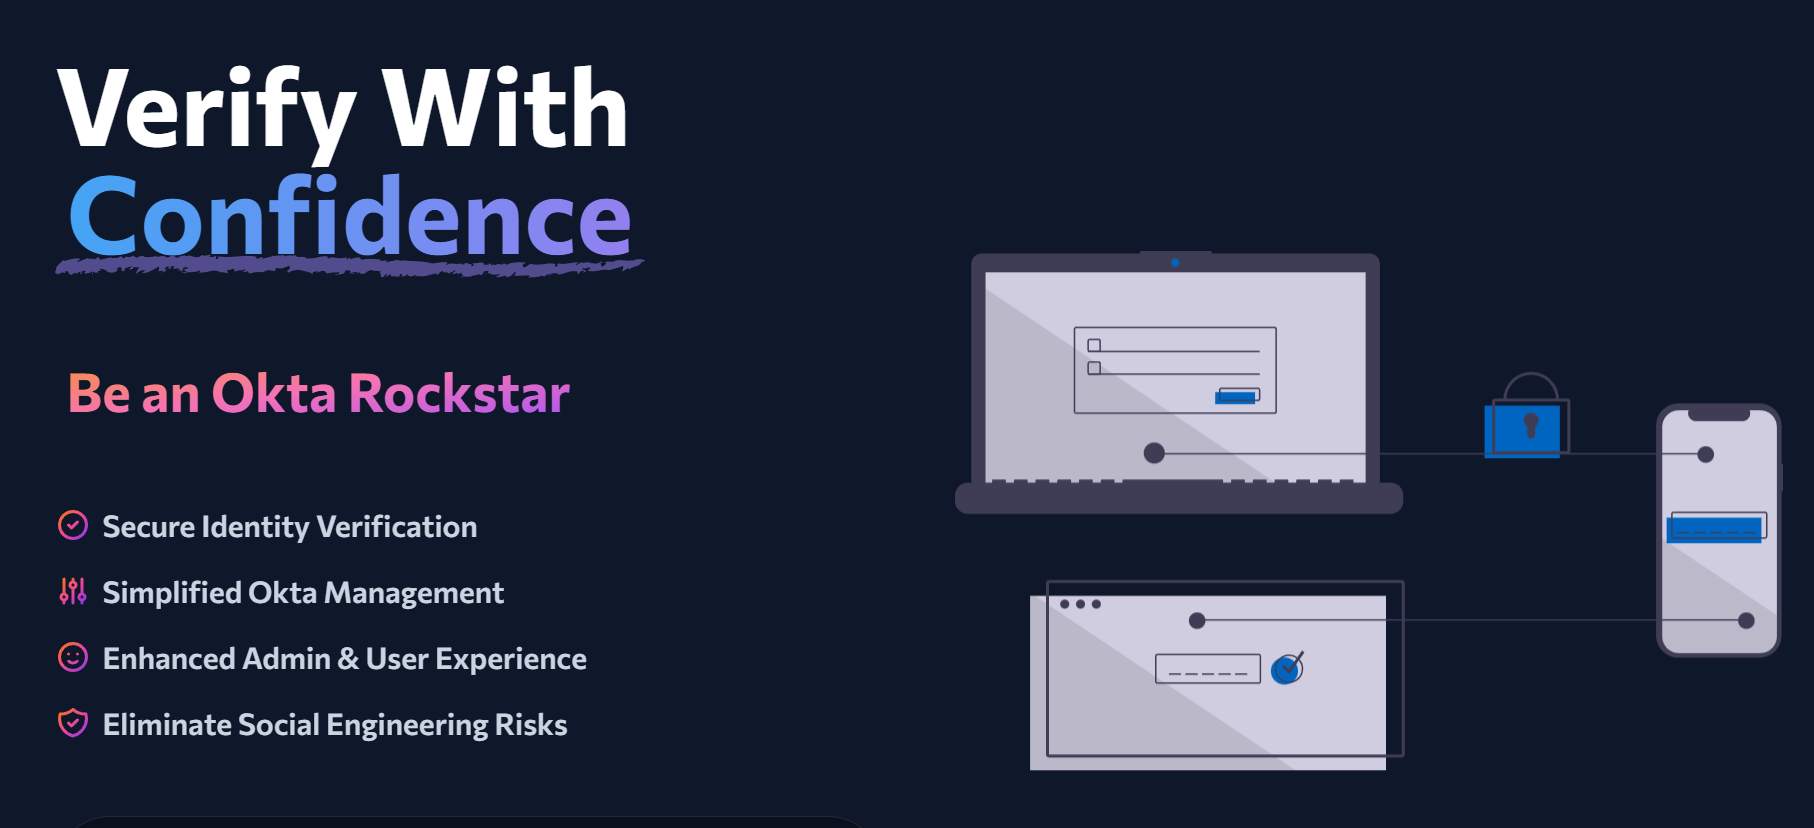 Verify With
Confidence
Be an Okta Rockstar
Secure Identity Verification
Simplified Okta Management
Enhanced Admin & User Experience
Eliminate Social Engineering Risks